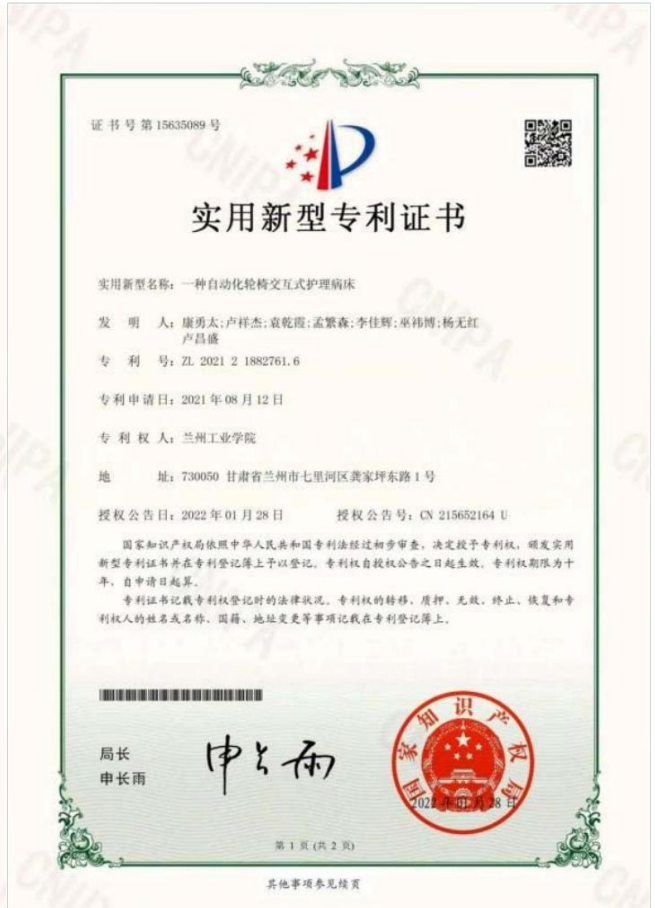 证书号第15635089号
实用新型专利证书
实用新型名称：一种自动化轮椅交互式护理病床
发明人：康勇太;卢祥杰;袁乾霞;孟繁森;李佳辉;巫祎博;杨无红
卢昌盛
专利号：ZL 2021 2 1882761.6
专利申请日：2021年08月12日
专利权人：兰州工业学院
地址：730050 甘肃省兰州市七里河区龚家坪东路1号
授权公告日：2022年01月28日 授权公告号：CN 215652164 U
国家知识产权局依照中华人民共和国专利法经过初步审查，决定授予专利权，颁发实用
新型专利证书并在专利登记簿上予以登记。专利权自授权公告之日起生效。专利权期限为十
年，自申请日起算。
专利证书记载专利权登记时的法律状况。专利权的转移、质押、无效、终止、恢复和专
利权人的姓名或名称、国籍、地址变更等事项记载在专利登记簿上。
局长
申长雨
申长雨
国家知识产权局
2022年01月28日
第1页(共2页)
其他事项参见续页
CNIPA